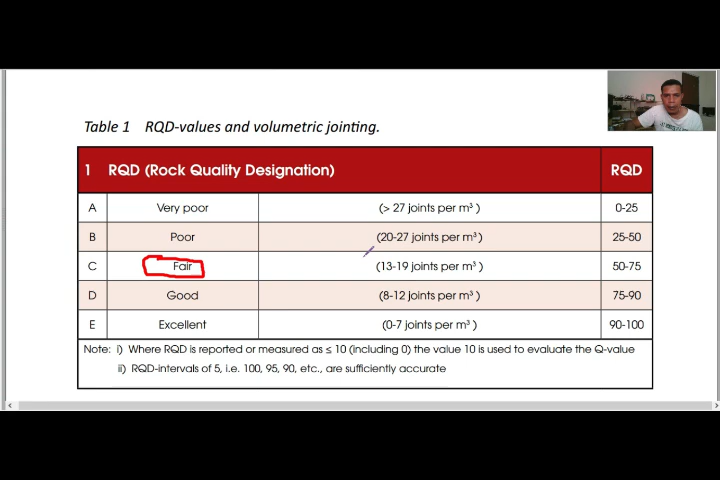 Table 1 RQD-values and volumetric jointing.
1 RQD (Rock Quality Designation) RQD
A Very poor (> 27 joints per m³ ) 0-25
B Poor (20-27 joints per m³ ) 25-50
C Fair (13-19 joints per m³ ) 50-75
D Good (8-12 joints per m³ ) 75-90
E Excellent (0-7 joints per m³ ) 90-100
Note: i) Where RQD is reported or measured as ≤ 10 (including 0) the value 10 is used to evaluate the Q-value
ii) RQD-intervals of 5, i.e. 100, 95, 90, etc., are sufficiently accurate